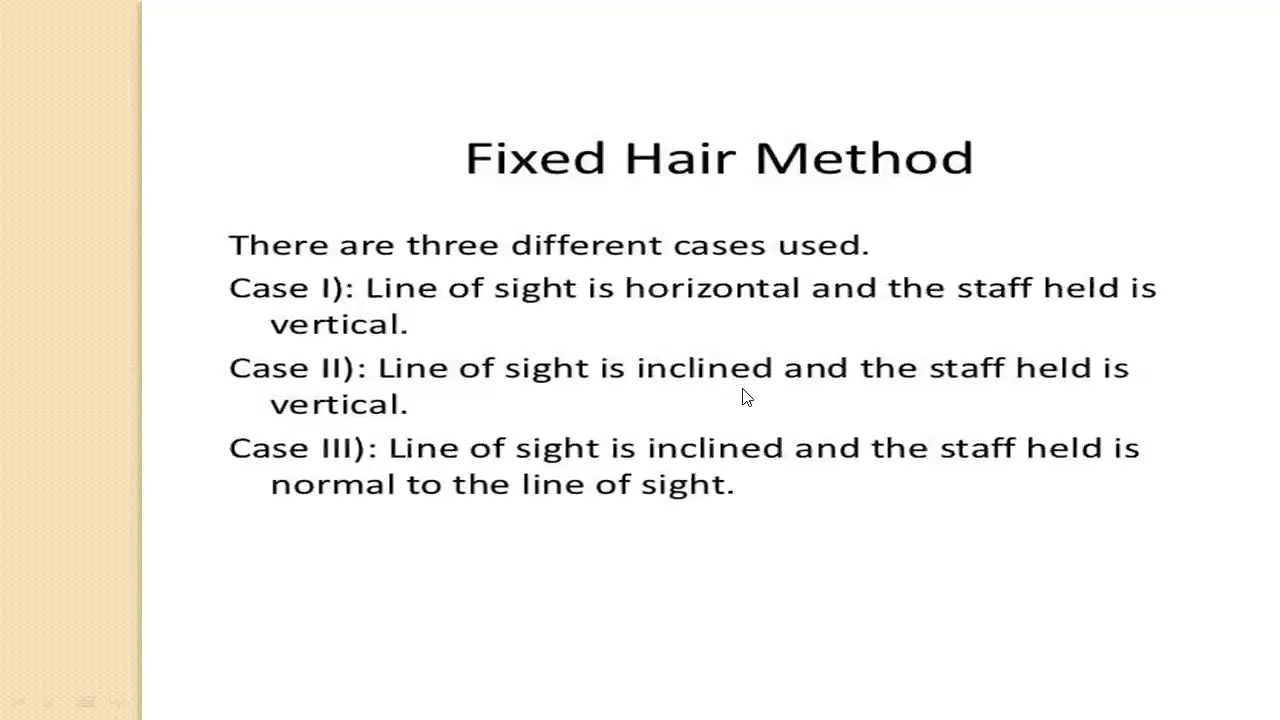 Fixed Hair Method
There are three different cases used.
Case I): Line of sight is horizontal and the staff held is
vertical.
Case II): Line of sight is inclined and the staff held is
vertical.
Case III): Line of sight is inclined and the staff held is
normal to the line of sight.